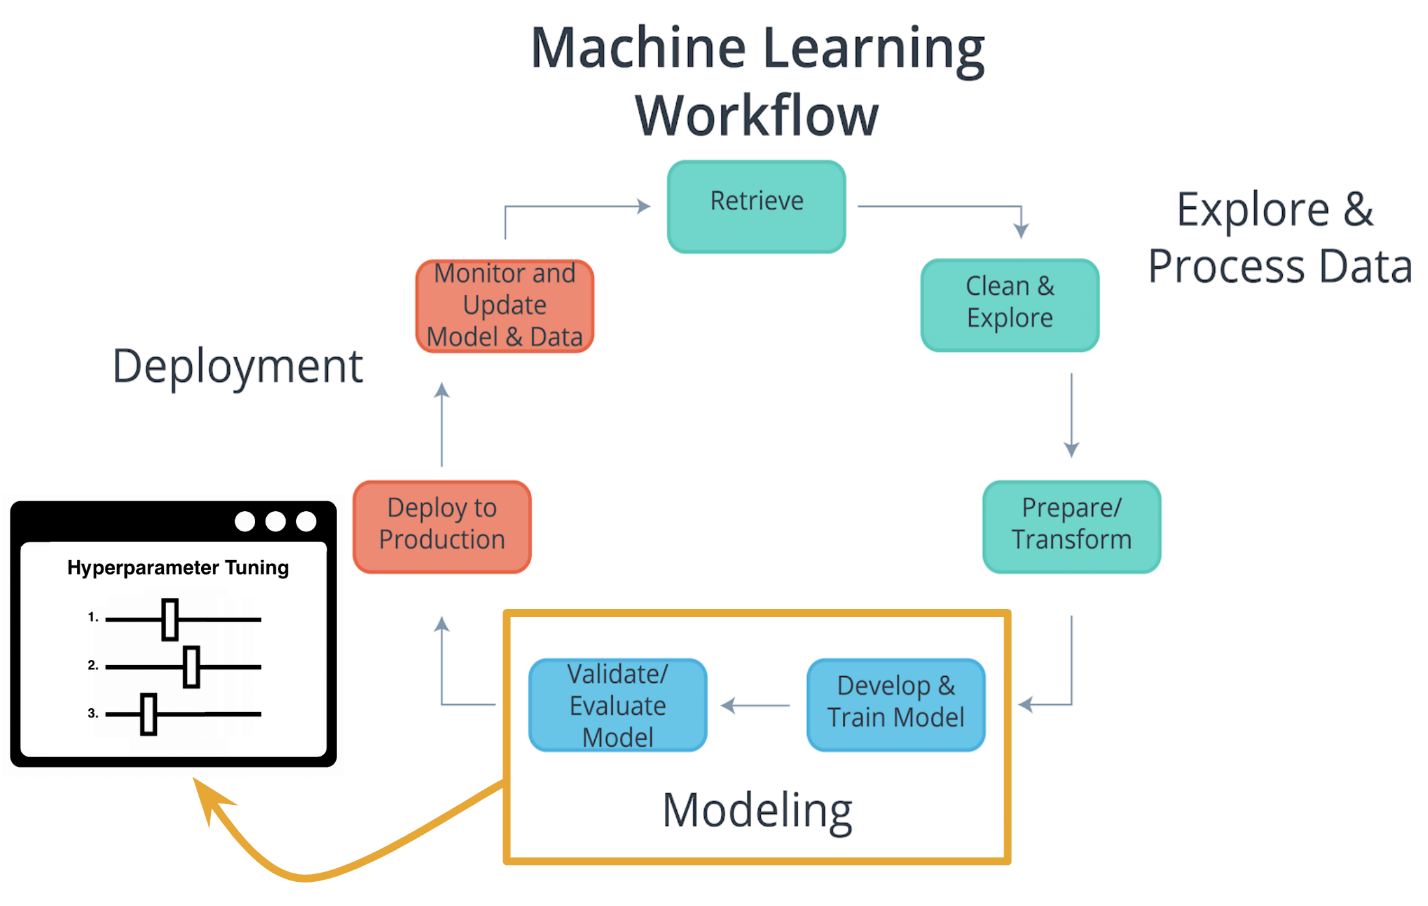 Machine Learning
Workflow
Retrieve
Explore &
Process Data
Clean &
Explore
Monitor and
Update
Model & Data
Deployment
Prepare/
Transform
Deploy to
Production
Hyperparameter Tuning
1.
2.
3.
Validate/
Evaluate
Model
Develop &
Train Model
Modeling